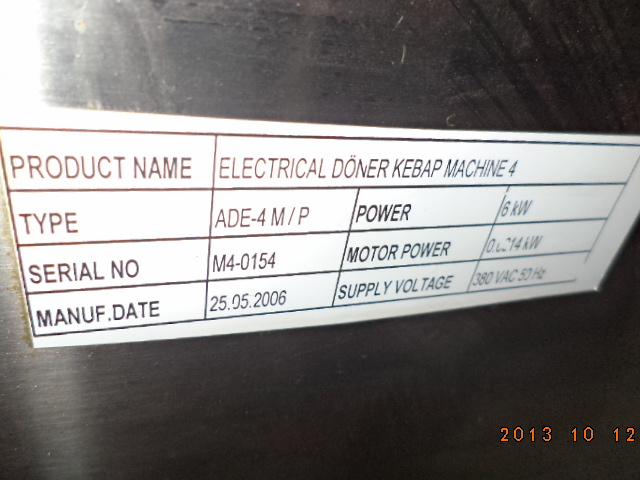 PRODUCT NAME ELECTRICAL DÖNER KEBAP MACHINE 4
TYPE ADE-4 M / P POWER 6 kW
SERIAL NO M4-0154 MOTOR POWER kW
MANUF.DATE 25.05.2006 SUPPLY VOLTAGE 380 VAC 50 Hz
2013 10 12